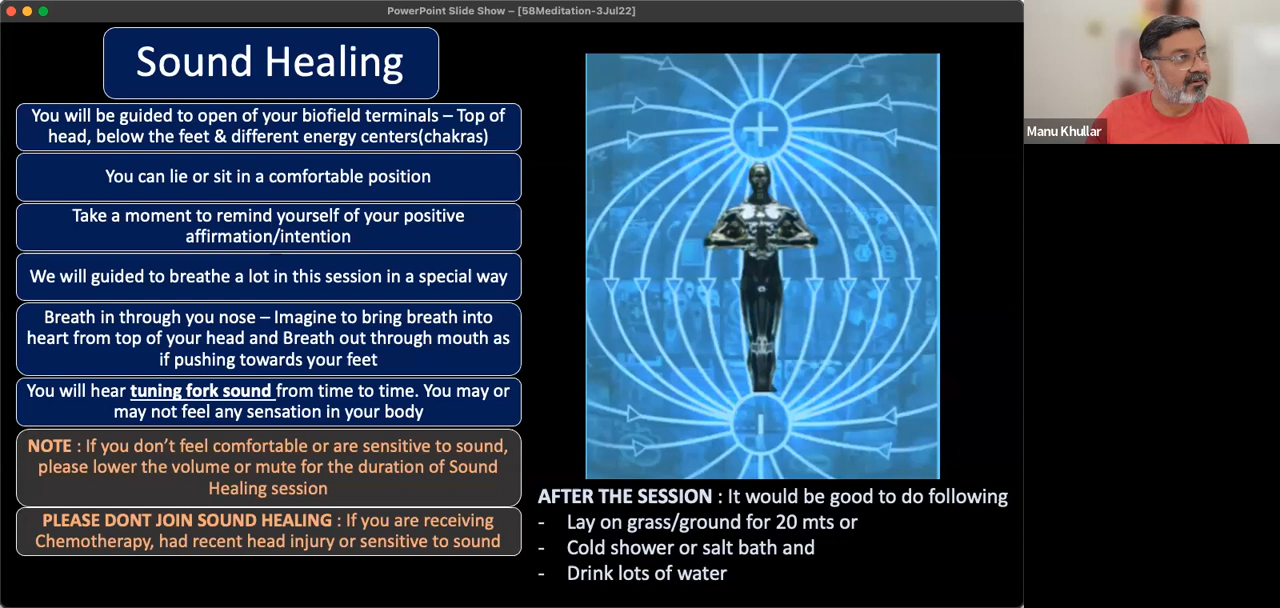 PowerPoint Slide Show – [58Meditation-3Jul22]
Sound Healing
You will be guided to open of your biofield terminals – Top of
head, below the feet & different energy centers(chakras)
You can lie or sit in a comfortable position
Take a moment to remind yourself of your positive
affirmation/intention
We will guided to breathe a lot in this session in a special way
Breath in through you nose – Imagine to bring breath into
heart from top of your head and Breath out through mouth as
if pushing towards your feet
You will hear tuning fork sound from time to time. You may or
may not feel any sensation in your body
NOTE : If you don’t feel comfortable or are sensitive to sound,
please lower the volume or mute for the duration of Sound
Healing session
PLEASE DONT JOIN SOUND HEALING : If you are receiving
Chemotherapy, had recent head injury or sensitive to sound
AFTER THE SESSION : It would be good to do following
- Lay on grass/ground for 20 mts or
- Cold shower or salt bath and
- Drink lots of water
Manu Khullar